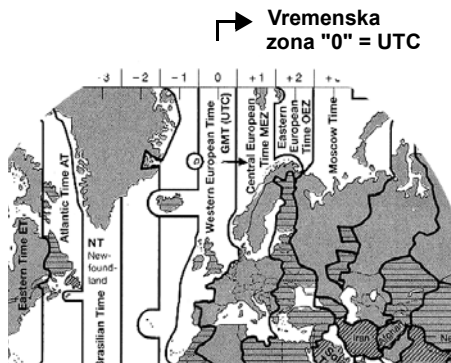 Vremenska
zona "0" = UTC
-3 -2 -1 0 +1 +2
Eastern Time ET
Atlantic Time AT
NT
New-
found-
land
Brasilian Time
Western European Time
GMT (UTC)
Central European
Time MEZ
Eastern
European
Time OEZ
Moscow Time
Iran